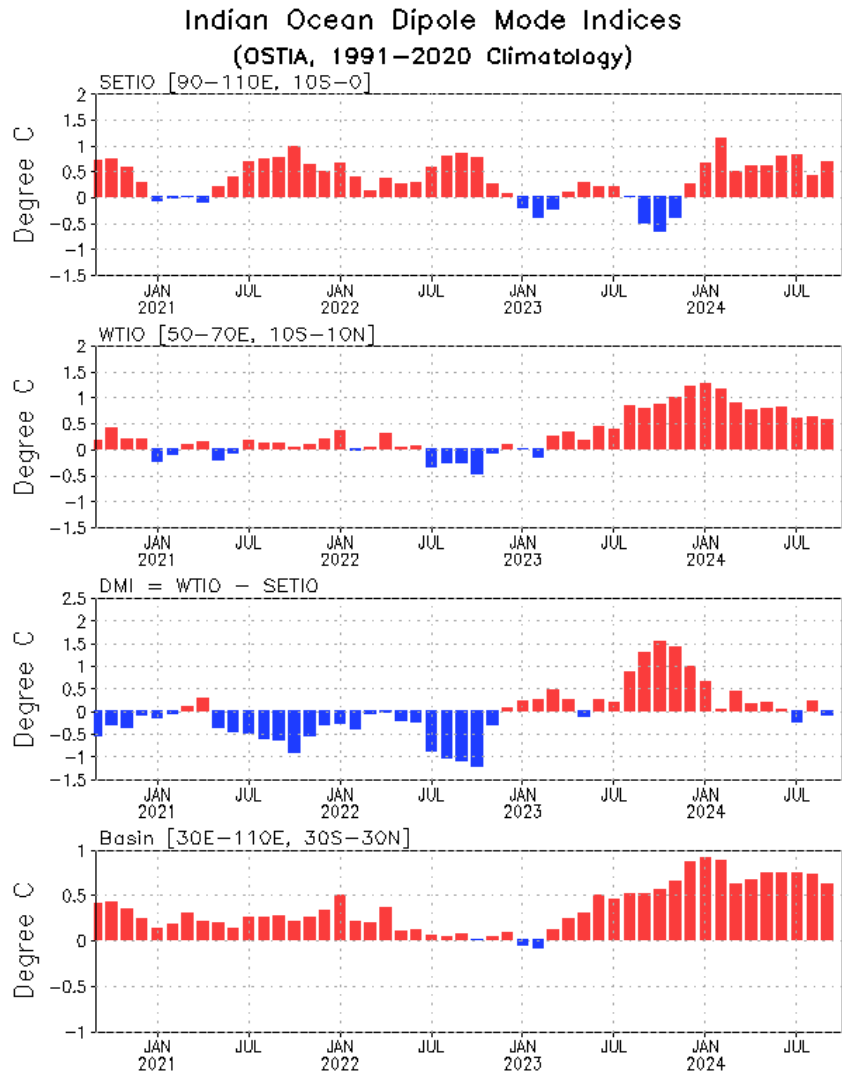 Indian Ocean Dipole Mode Indices
(OSTIA, 1991-2020 Climatology)
SETIO [90-110E, 10S-0]
Degree C
2
1.5
1
0.5
0
-0.5
-1
-1.5
JAN JUL JAN JUL JAN JUL JAN JUL
2021 2022 2023 2024
WTIO [50-70E, 10S-10N]
Degree C
2
1.5
1
0.5
0
-0.5
-1
-1.5
JAN JUL JAN JUL JAN JUL JAN JUL
2021 2022 2023 2024
DMI = WTIO - SETIO
Degree C
2.5
2
1.5
1
0.5
0
-0.5
-1
-1.5
JAN JUL JAN JUL JAN JUL JAN JUL
2021 2022 2023 2024
Basin [30E-110E, 30S-30N]
Degree C
1
0.5
0
-0.5
-1
JAN JUL JAN JUL JAN JUL JAN JUL
2021 2022 2023 2024